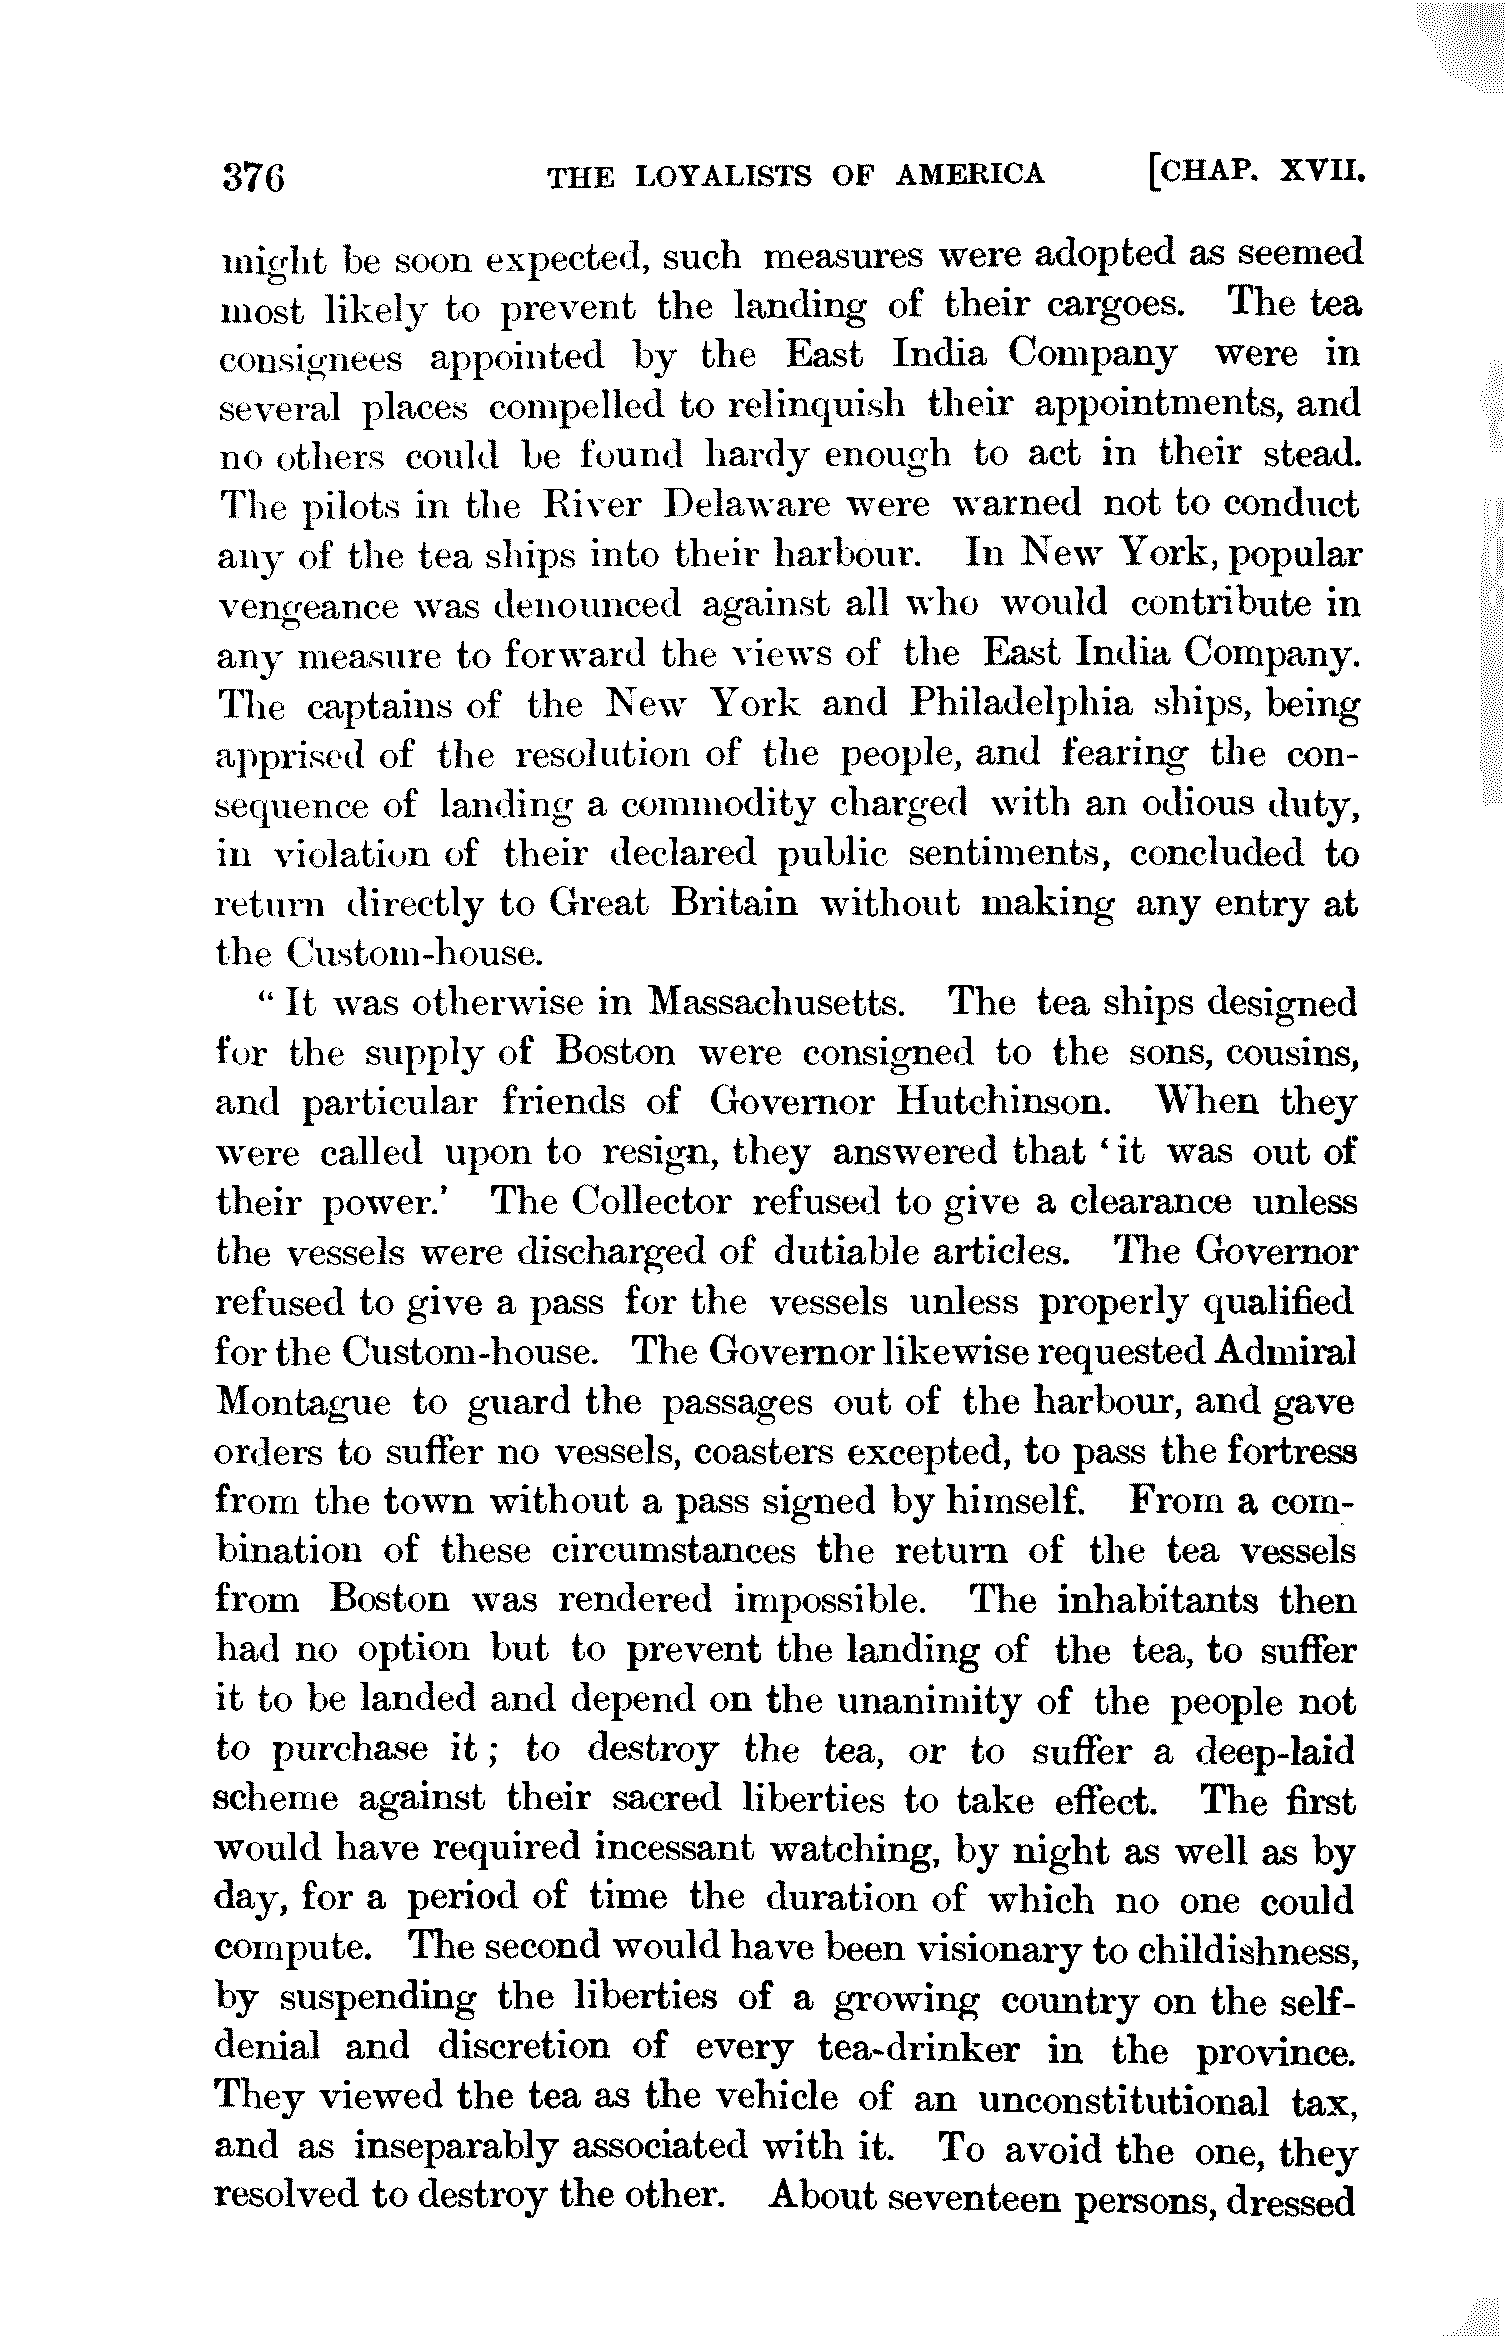 376 THE LOYALISTS OF AMERICA [CHAP. XVII.
might be soon expected, such measures were adopted as seemed
most likely to prevent the landing of their cargoes. The tea
consignees appointed by the East India Company were in
several places compelled to relinquish their appointments, and
no others could be found hardy enough to act in their stead.
The pilots in the River Delaware were warned not to conduct
any of the tea ships into their harbour. In New York, popular
vengeance was denounced against all who would contribute in
any measure to forward the views of the East India Company.
The captains of the New York and Philadelphia ships, being
apprised of the resolution of the people, and fearing the con-
sequence of landing a commodity charged with an odious duty,
in violation of their declared public sentiments, concluded to
return directly to Great Britain without making any entry at
the Custom-house.
“ It was otherwise in Massachusetts. The tea ships designed
for the supply of Boston were consigned to the sons, cousins,
and particular friends of Governor Hutchinson. When they
were called upon to resign, they answered that ‘ it was out of
their power.’ The Collector refused to give a clearance unless
the vessels were discharged of dutiable articles. The Governor
refused to give a pass for the vessels unless properly qualified
for the Custom-house. The Governor likewise requested Admiral
Montague to guard the passages out of the harbour, and gave
orders to suffer no vessels, coasters excepted, to pass the fortress
from the town without a pass signed by himself. From a com-
bination of these circumstances the return of the tea vessels
from Boston was rendered impossible. The inhabitants then
had no option but to prevent the landing of the tea, to suffer
it to be landed and depend on the unanimity of the people not
to purchase it ; to destroy the tea, or to suffer a deep-laid
scheme against their sacred liberties to take effect. The first
would have required incessant watching, by night as well as by
day, for a period of time the duration of which no one could
compute. The second would have been visionary to childishness,
by suspending the liberties of a growing country on the self-
denial and discretion of every tea-drinker in the province.
They viewed the tea as the vehicle of an unconstitutional tax,
and as inseparably associated with it. To avoid the one, they
resolved to destroy the other. About seventeen persons, dressed